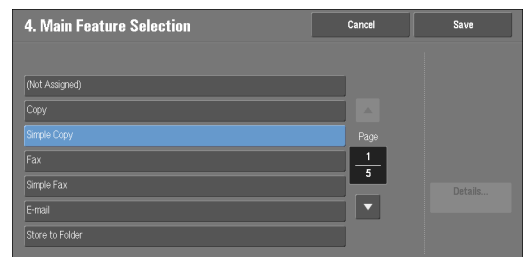 4. Main Feature Selection
Cancel
Save
(Not Assigned)
Copy
Simple Copy
Fax
Simple Fax
E-mail
Store to Folder
Page
1
5
Details...